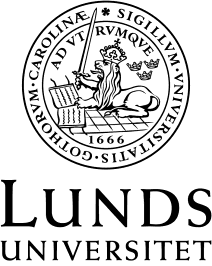 SIGILLVM·VNIVERSITATIS·GOTHORVM·CAROLINÆ
AD VTRVMQVE
1666
LUNDS
UNIVERSITET